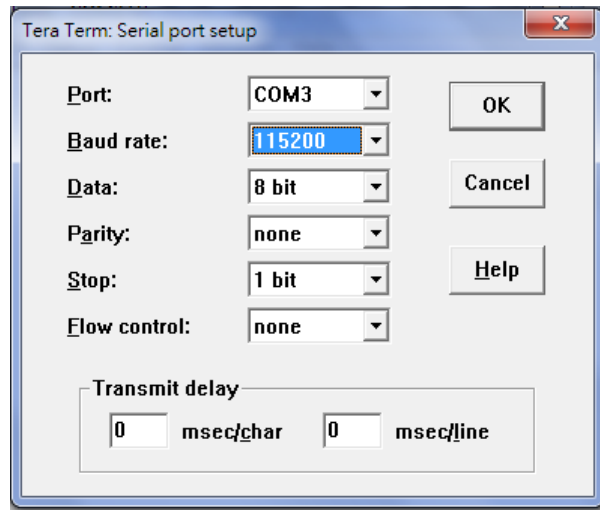 Tera Term: Serial port setup
Port: COM3
OK
Baud rate: 115200
Data: 8 bit
Cancel
Parity: none
Stop: 1 bit
Help
Flow control: none
Transmit delay
0 msec/char 0 msec/line